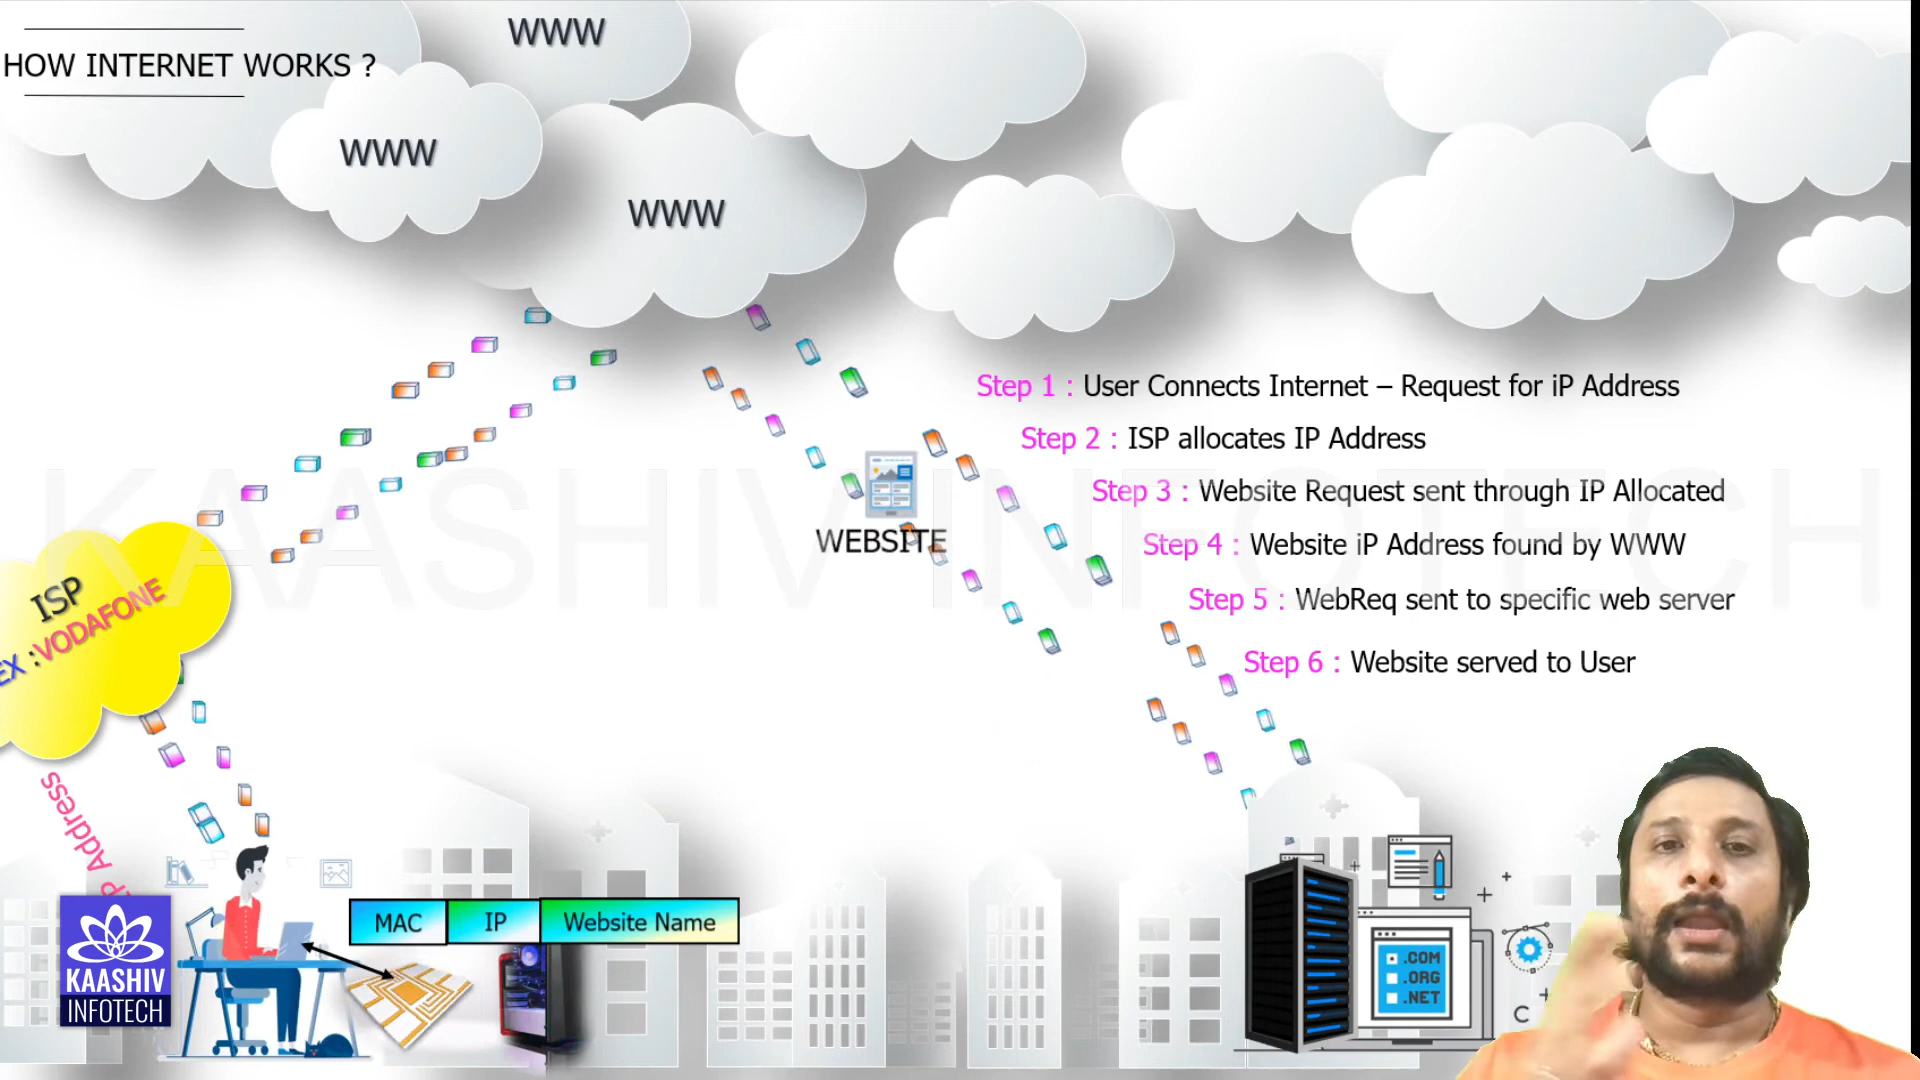 HOW INTERNET WORKS ?
WWW
WWW
WWW
Step 1 : User Connects Internet – Request for iP Address
Step 2 : ISP allocates IP Address
Step 3 : Website Request sent through IP Allocated
Step 4 : Website iP Address found by WWW
Step 5 : WebReq sent to specific web server
Step 6 : Website served to User
WEBSITE
KAASHIV INFOTECH
ISP
EX :VODAFONE
IP Address
MAC IP Website Name
KAASHIV
INFOTECH
.COM
.ORG
.NET
C